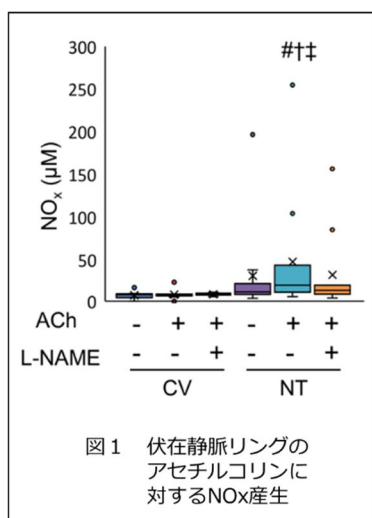 #†‡
300
250
200
150
100
50
0
NOx (μM)
ACh - + + - + +
L-NAME - - + - - +
CV NT
図1 伏在静脈リングの
アセチルコリンに
対するNOx産生